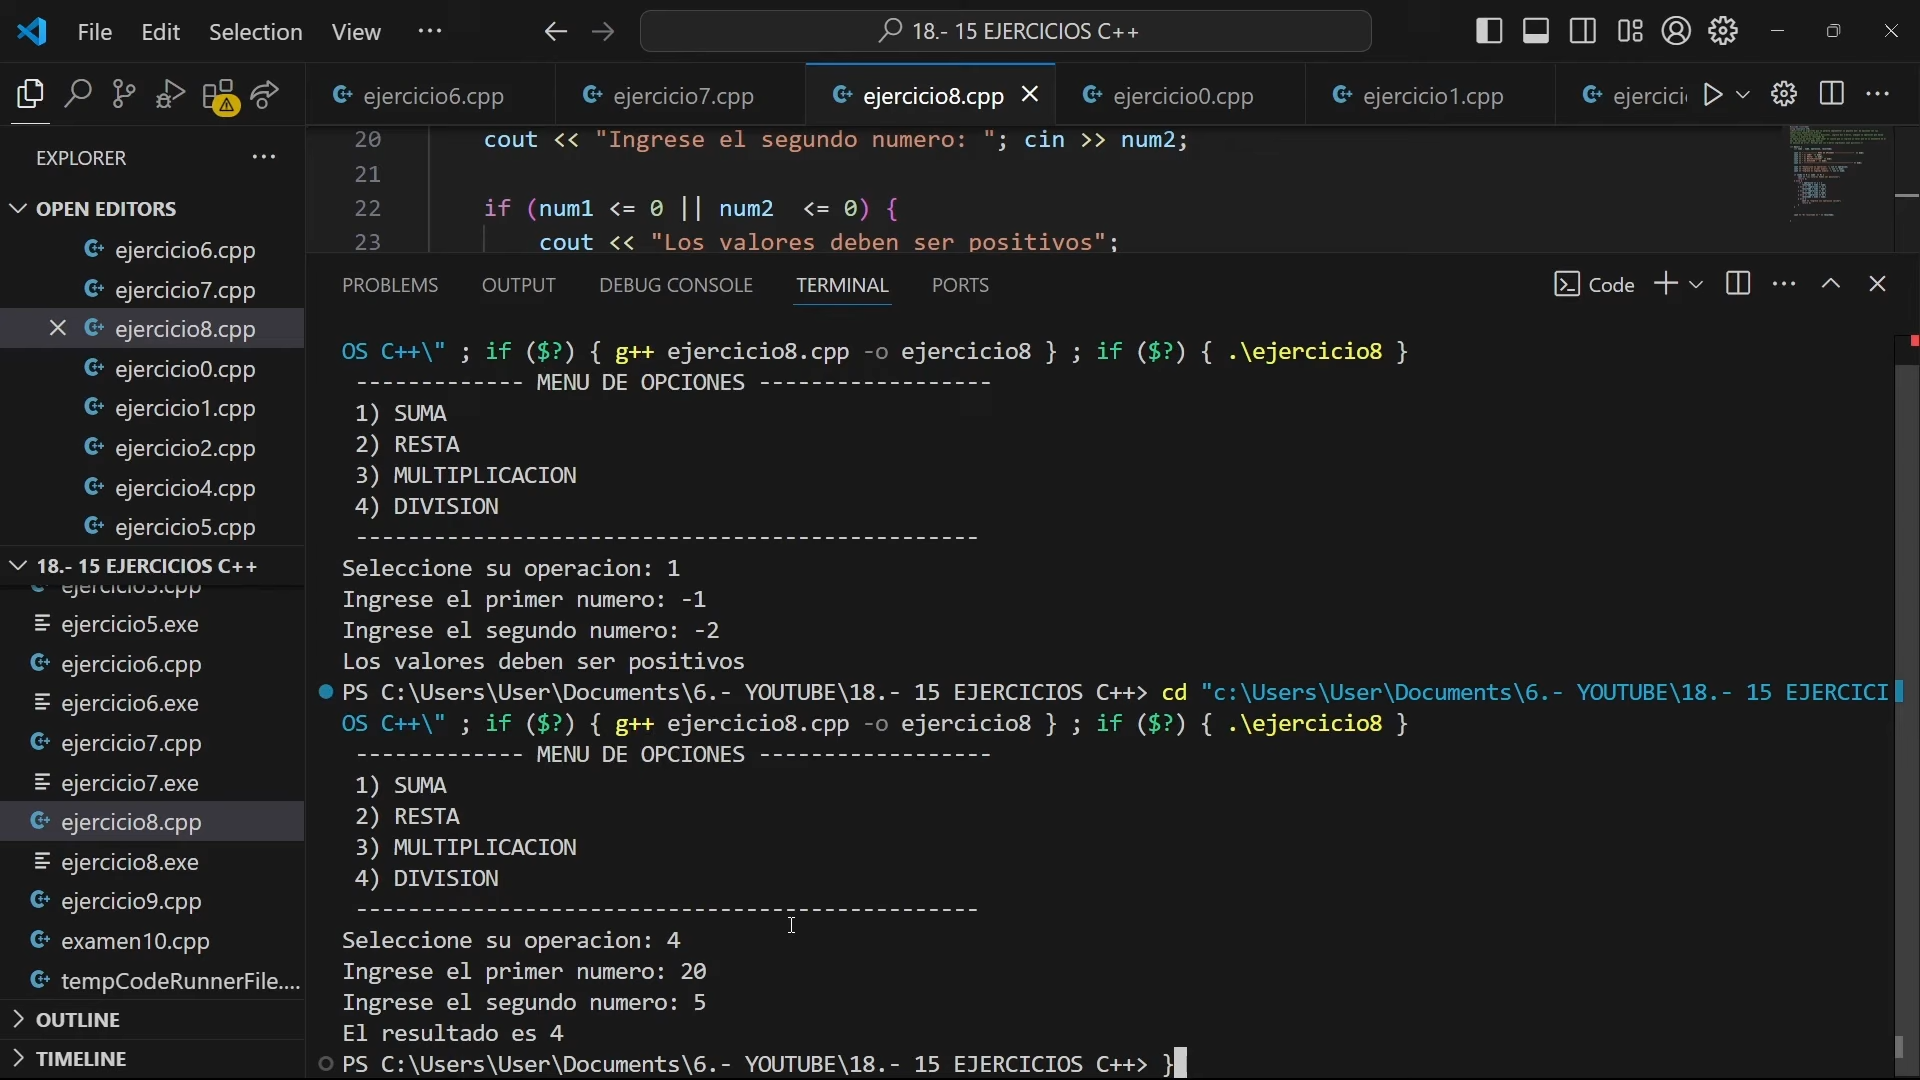 File Edit Selection View ··· 18.- 15 EJERCICIOS C++
ejercicio6.cpp ejercicio7.cpp ejercicio8.cpp ejercicio0.cpp ejercicio1.cpp ejercici
EXPLORER
OPEN EDITORS
ejercicio6.cpp
ejercicio7.cpp
ejercicio8.cpp
ejercicio0.cpp
ejercicio1.cpp
ejercicio2.cpp
ejercicio4.cpp
ejercicio5.cpp
18.- 15 EJERCICIOS C++
ejercicio5.cpp
ejercicio5.exe
ejercicio6.cpp
ejercicio6.exe
ejercicio7.cpp
ejercicio7.exe
ejercicio8.cpp
ejercicio8.exe
ejercicio9.cpp
examen10.cpp
tempCodeRunnerFile....
OUTLINE
TIMELINE
20 cout << "Ingrese el segundo numero: "; cin >> num2;
21
22 if (num1 <= 0 || num2  <= 0) {
23 cout << "Los valores deben ser positivos";
PROBLEMS OUTPUT DEBUG CONSOLE TERMINAL PORTS Code
OS C++\" ; if ($?) { g++ ejercicio8.cpp -o ejercicio8 } ; if ($?) { .\ejercicio8 }
------------- MENU DE OPCIONES ------------------
1) SUMA
2) RESTA
3) MULTIPLICACION
4) DIVISION
------------------------------------------------
Seleccione su operacion: 1
Ingrese el primer numero: -1
Ingrese el segundo numero: -2
Los valores deben ser positivos
PS C:\Users\User\Documents\6.- YOUTUBE\18.- 15 EJERCICIOS C++> cd "c:\Users\User\Documents\6.- YOUTUBE\18.- 15 EJERCICI
OS C++\" ; if ($?) { g++ ejercicio8.cpp -o ejercicio8 } ; if ($?) { .\ejercicio8 }
------------- MENU DE OPCIONES ------------------
1) SUMA
2) RESTA
3) MULTIPLICACION
4) DIVISION
------------------------------------------------
Seleccione su operacion: 4
Ingrese el primer numero: 20
Ingrese el segundo numero: 5
El resultado es 4
PS C:\Users\User\Documents\6.- YOUTUBE\18.- 15 EJERCICIOS C++> }